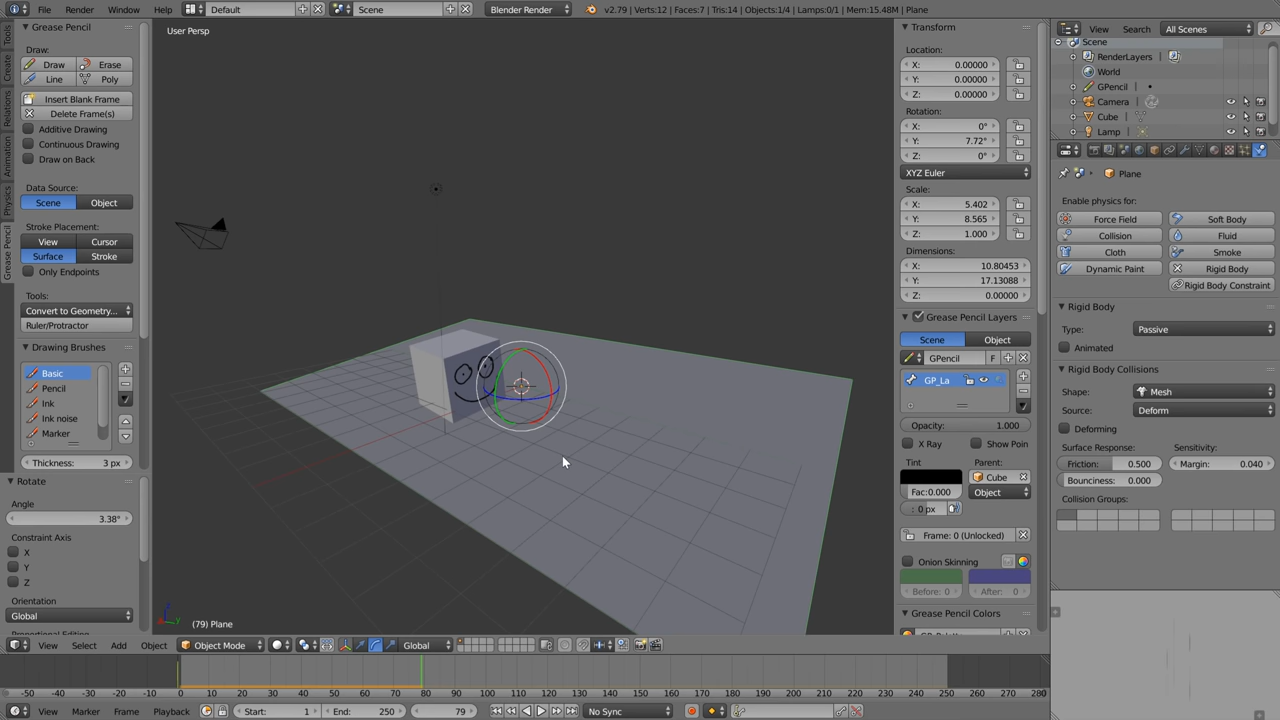 File Render Window Help Default Scene Blender Render v2.79 | Verts:12 | Faces:7 | Tris:14 | Objects:1/4 | Lamps:0/1 | Mem:15.48M | Plane
Tools
Create
Relations
Animation
Physics
Grease Pencil
Grease Pencil
Draw:
Draw Erase
Line Poly
Insert Blank Frame
Delete Frame(s)
Additive Drawing
Continuous Drawing
Draw on Back
Data Source:
Scene Object
Stroke Placement:
View Cursor
Surface Stroke
Only Endpoints
Tools:
Convert to Geometry...
Ruler/Protractor
Drawing Brushes
Basic
Pencil
Ink
Ink noise
Marker
Thickness: 3 px
Rotate
Angle
3.38°
Constraint Axis
X
Y
Z
Orientation
Global
User Persp
(79) Plane
Transform
Location:
X: 0.00000
Y: 0.00000
Z: 0.00000
Rotation:
X: 0°
Y: 7.72°
Z: 0°
XYZ Euler
Scale:
X: 5.402
Y: 8.565
Z: 1.000
Dimensions:
X: 10.80453
Y: 17.13088
Z: 0.00000
Grease Pencil Layers
Scene Object
GPencil F
GP_La
Opacity: 1.000
X Ray Show Poin
Tint Parent:
Cube
Fac:0.000 Object
: 0 px
Frame: 0 (Unlocked)
Onion Skinning
Before: 0 After: 0
Grease Pencil Colors
View Search All Scenes
Scene
RenderLayers
World
GPencil
Camera
Cube
Lamp
Plane
Enable physics for:
Force Field Soft Body
Collision Fluid
Cloth Smoke
Dynamic Paint Rigid Body
Rigid Body Constraint
Rigid Body
Type: Passive
Animated
Rigid Body Collisions
Shape: Mesh
Source: Deform
Deforming
Surface Response: Sensitivity:
Friction: 0.500 Margin: 0.040
Bounciness: 0.000
Collision Groups:
View Select Add Object Object Mode Global
-50 -40 -30 -20 -10 0 10 20 30 40 50 60 70 80 90 100 110 120 130 140 150 160 170 180 190 200 210 220 230 240 250 260 270 280
View Marker Frame Playback Start: 1 End: 250 79 No Sync